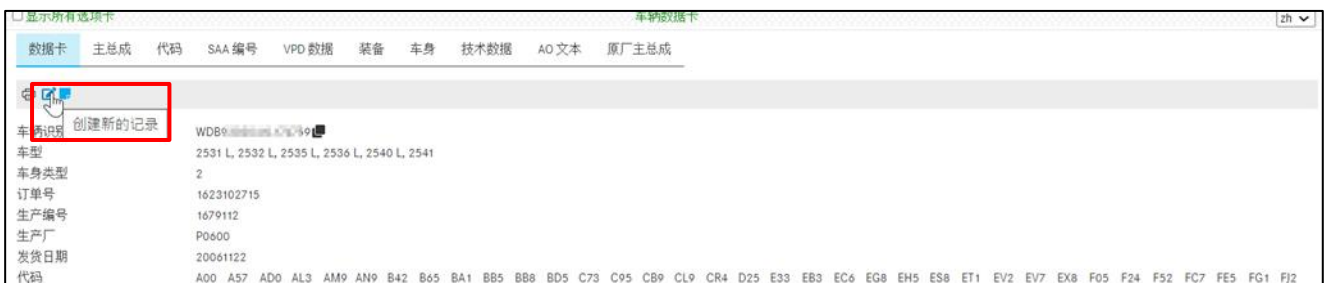 显示所有选项卡 车辆数据卡 zh
数据卡 主总成 代码 SAA 编号 VPD 数据 装备 车身 技术数据 AO 文本 原厂主总成
创建新的记录
车辆识别 WDB9
车型 2531 L, 2532 L, 2535 L, 2536 L, 2540 L, 2541
车身类型 2
订单号 1623102715
生产编号 1679112
生产厂 P0600
发货日期 20061122
代码 A00 A57 AD0 AL3 AM9 AN9 B42 B65 BA1 BB5 BB8 BD5 C73 C95 CB9 CL9 CR4 D25 E33 EB3 EC6 EG8 EH5 ES8 ET1 EV2 EV7 EX8 F05 F24 F52 FC7 FE5 FG1 FJ2